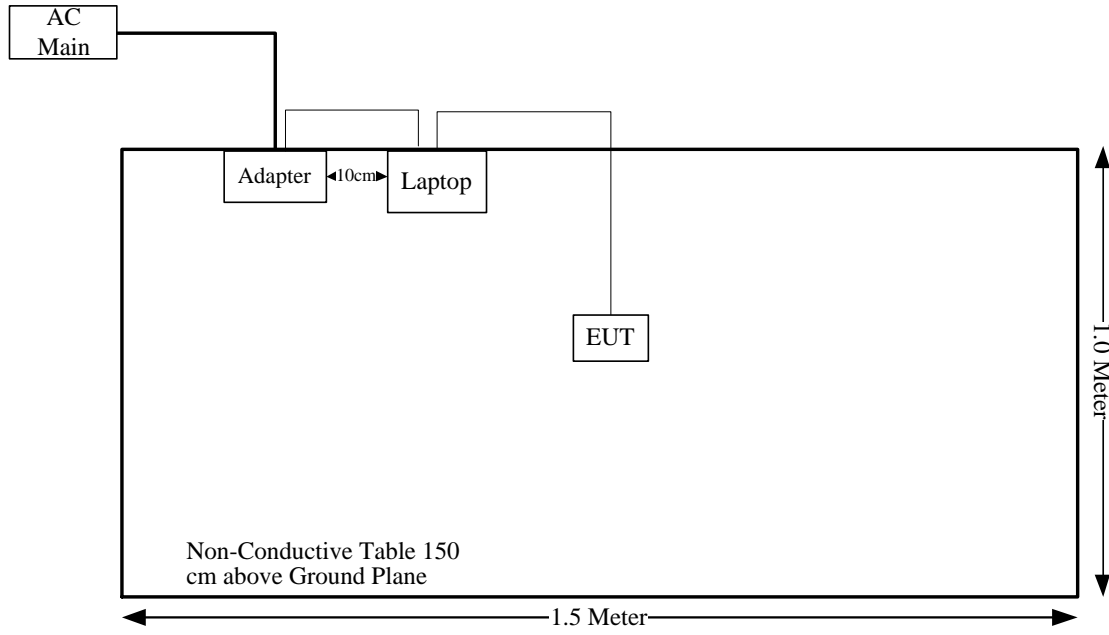 AC
Main
Adapter
10cm
Laptop
EUT
1.0 Meter
Non-Conductive Table 150
cm above Ground Plane
1.5 Meter